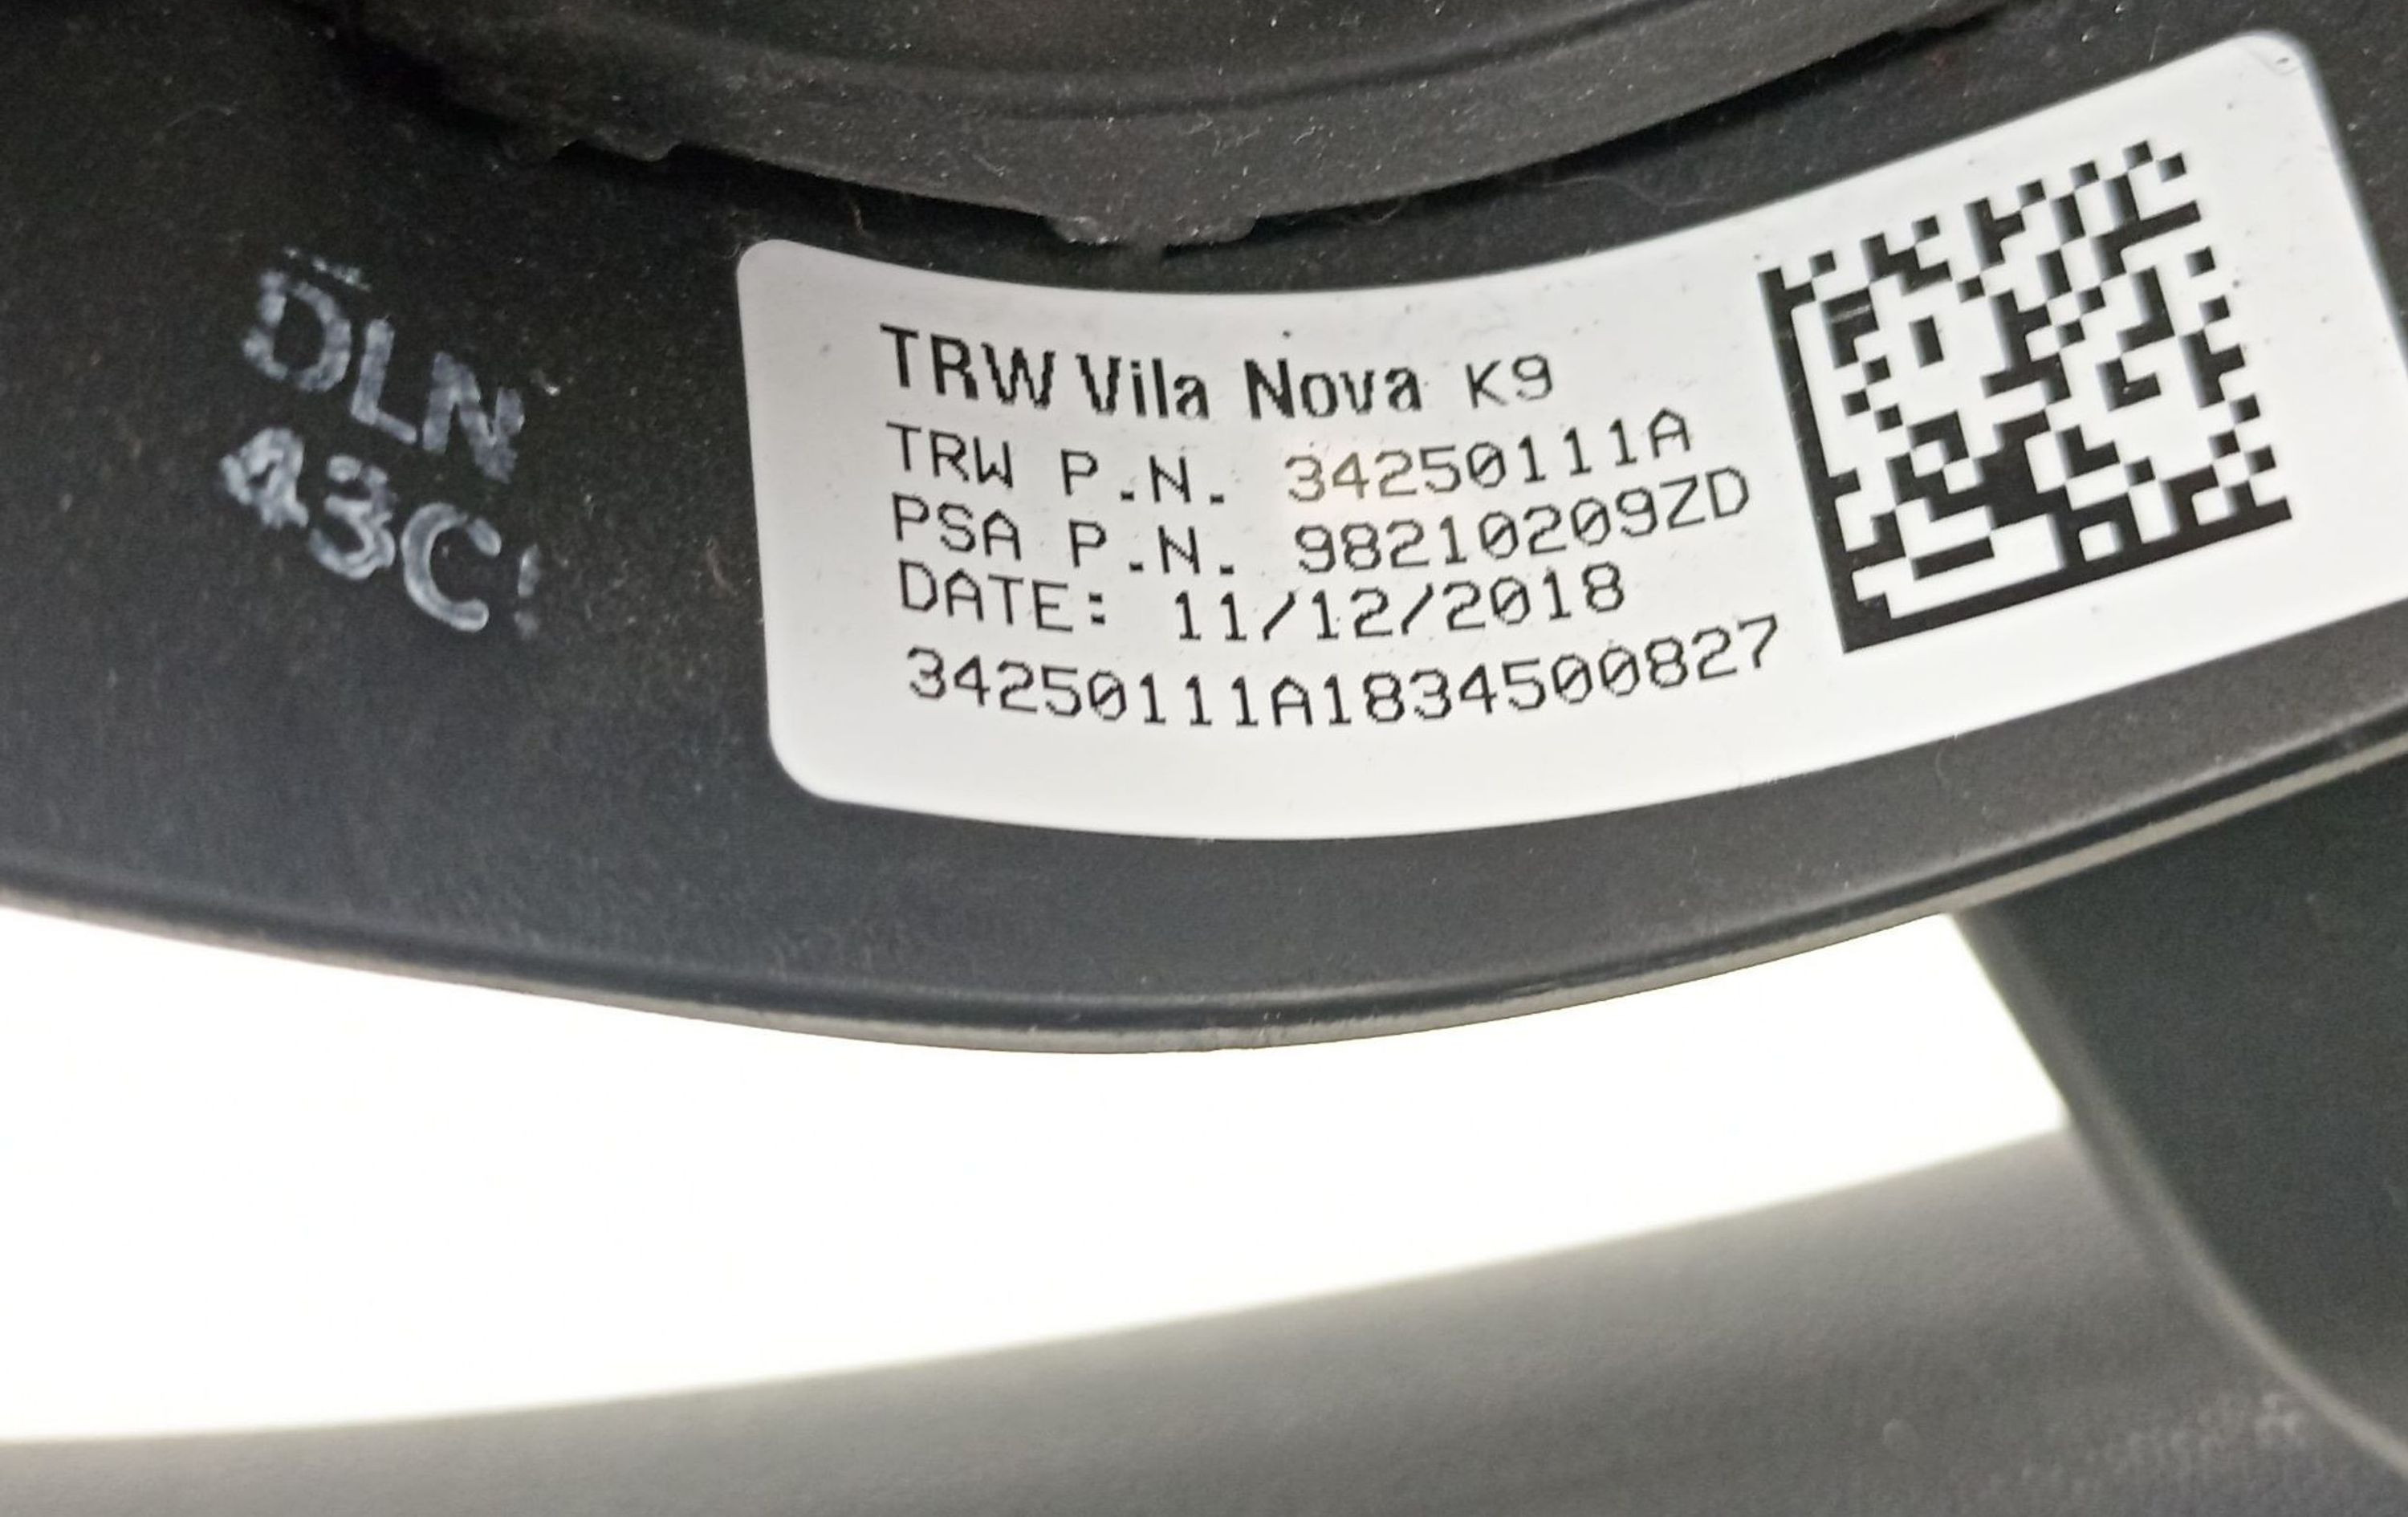 DLN
43C
TRW Vila Nova K9
TRW P.N. 34250111A
PSA P.N. 98210209ZD
DATE: 11/12/2018
34250111A1834500827